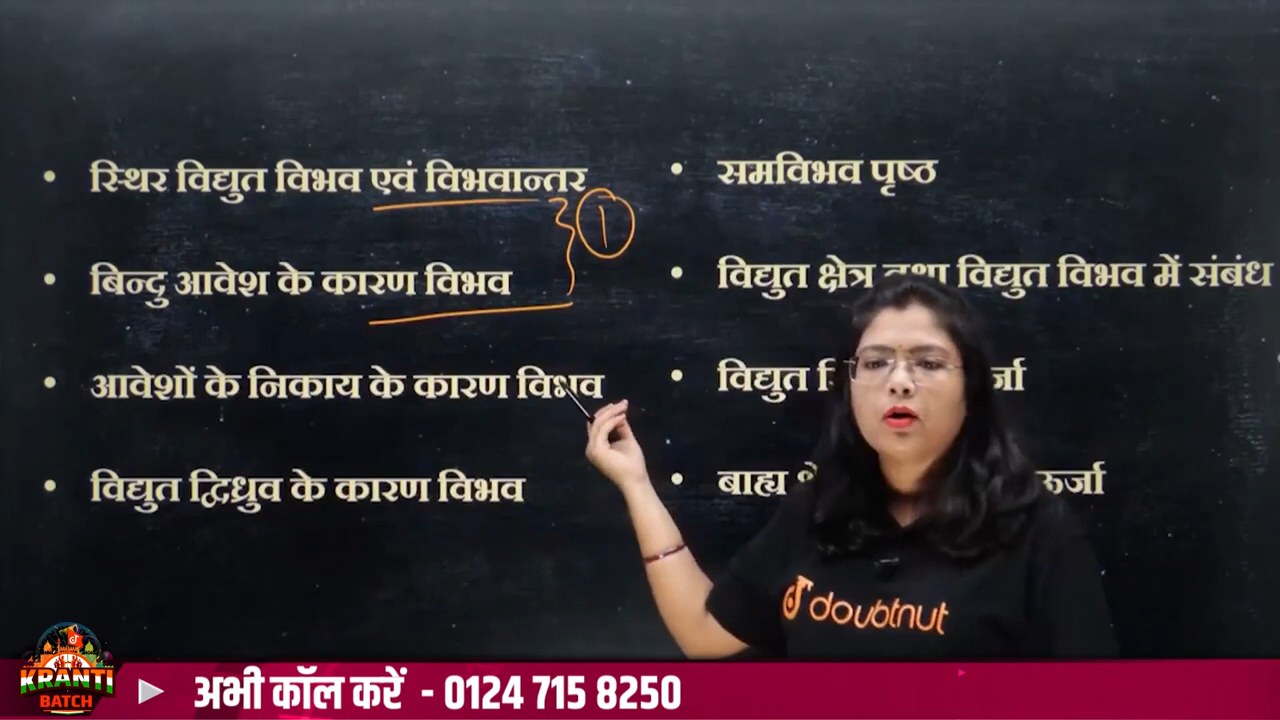 स्थिर विद्युत विभव एवं विभवान्तर
बिन्दु आवेश के कारण विभव
1
आवेशों के निकाय के कारण विभव
विद्युत द्विध्रुव के कारण विभव
समविभव पृष्ठ
विद्युत क्षेत्र तथा विद्युत विभव में संबंध
विद्युत
बाह्य ऊर्जा
doubtnut
KRANTI
BATCH
अभी कॉल करें - 0124 715 8250